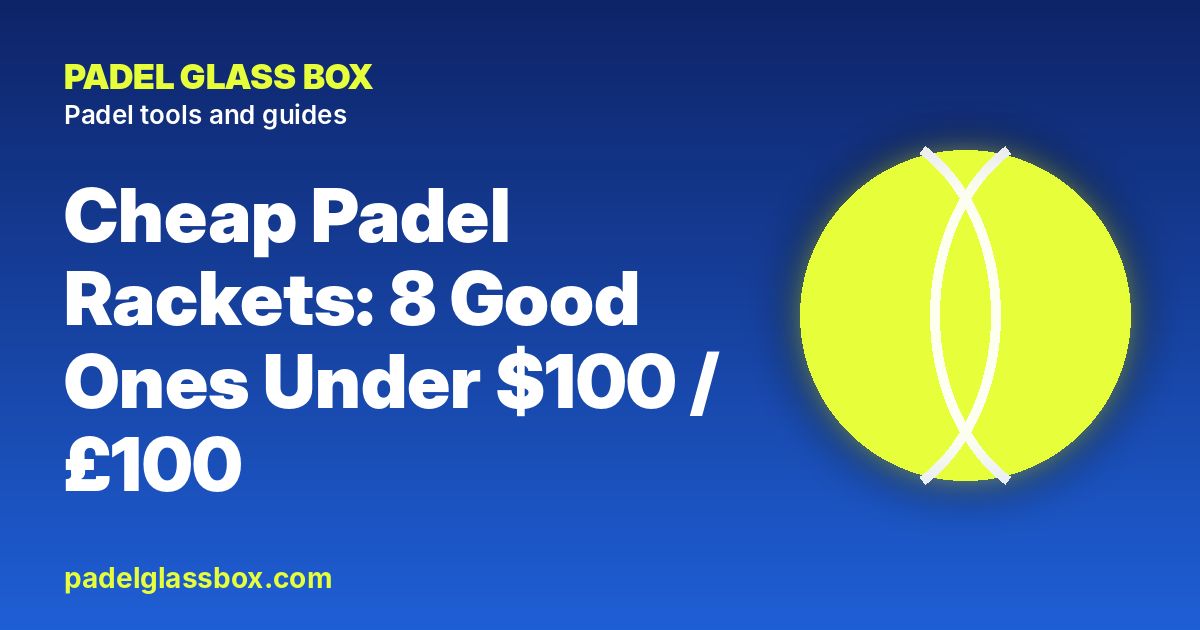 PADEL GLASS BOX
Padel tools and guides
Cheap Padel
Rackets: 8 Good
Ones Under $100 /
£100
padelglassbox.com